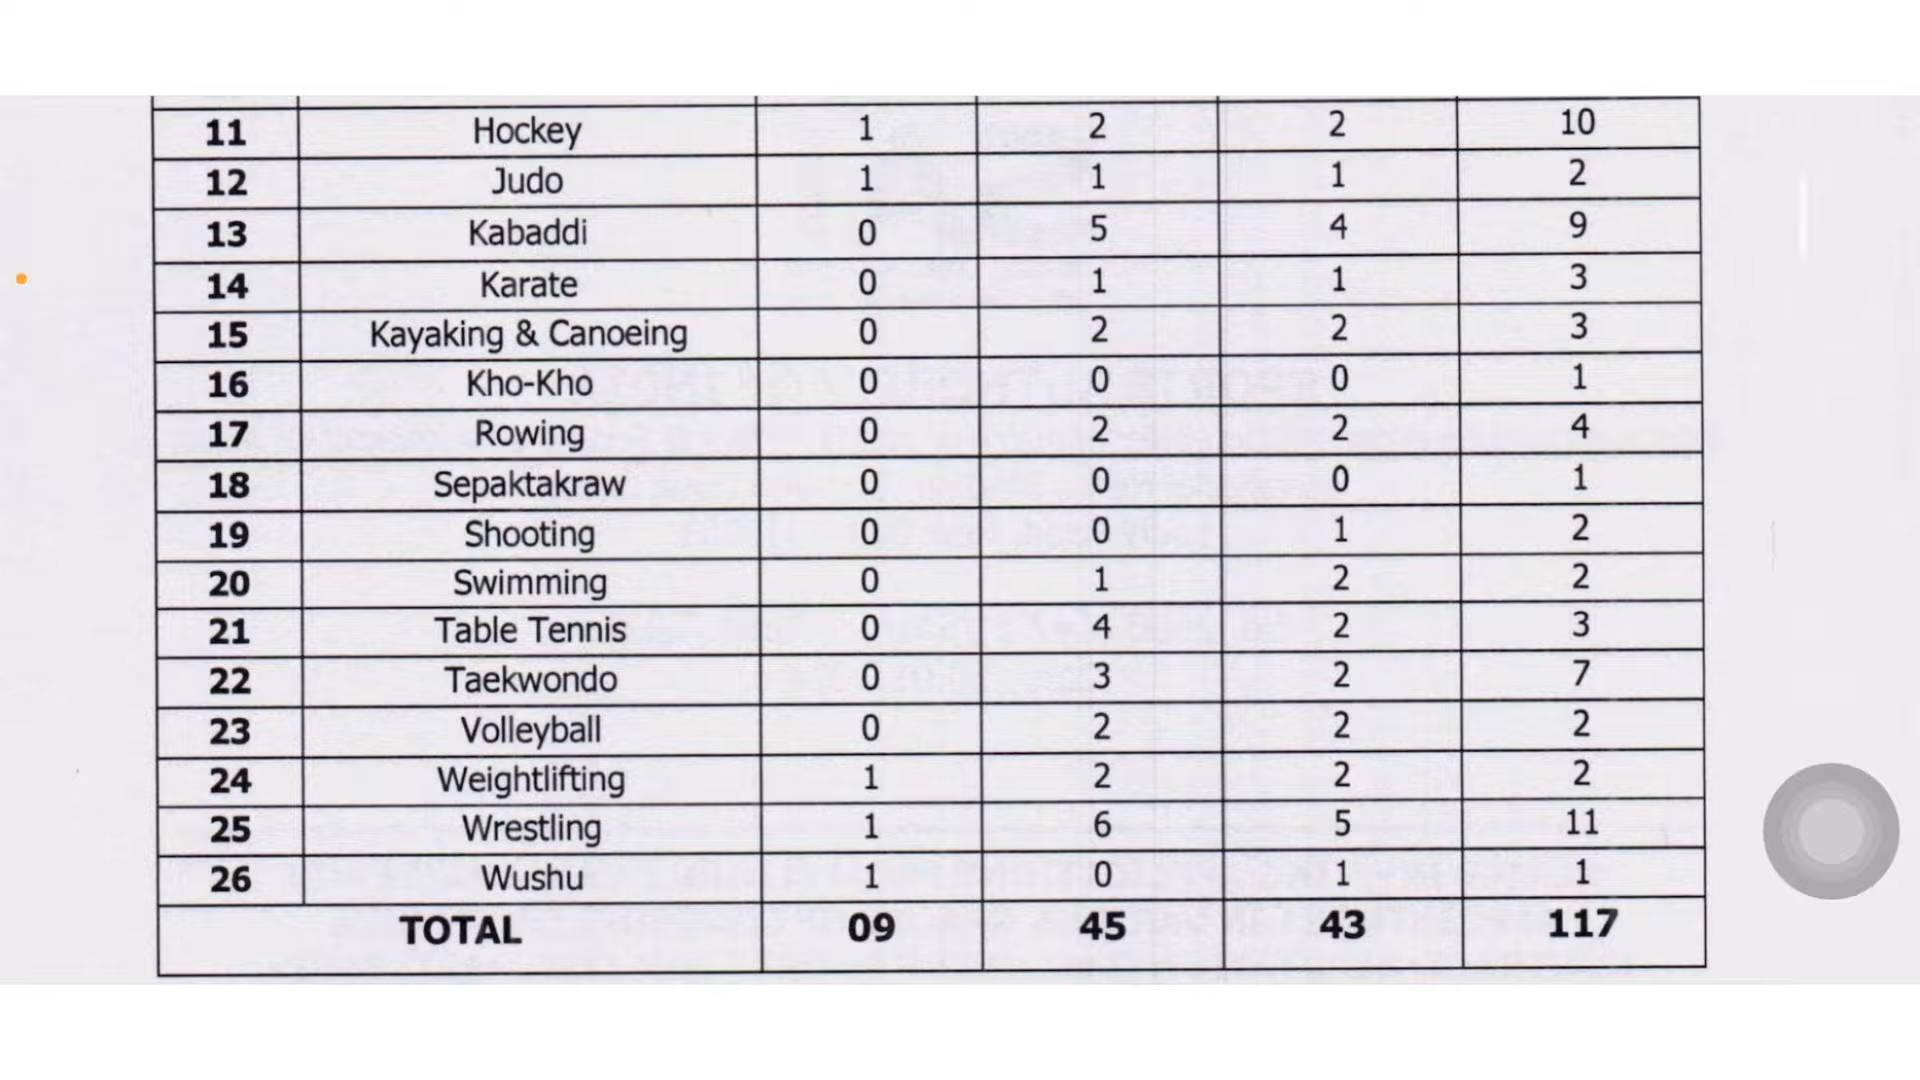 11 Hockey 1 2 2 10
12 Judo 1 1 1 2
13 Kabaddi 0 5 4 9
14 Karate 0 1 1 3
15 Kayaking & Canoeing 0 2 2 3
16 Kho-Kho 0 0 0 1
17 Rowing 0 2 2 4
18 Sepaktakraw 0 0 0 1
19 Shooting 0 0 1 2
20 Swimming 0 1 2 2
21 Table Tennis 0 4 2 3
22 Taekwondo 0 3 2 7
23 Volleyball 0 2 2 2
24 Weightlifting 1 2 2 2
25 Wrestling 1 6 5 11
26 Wushu 1 0 1 1
TOTAL 09 45 43 117